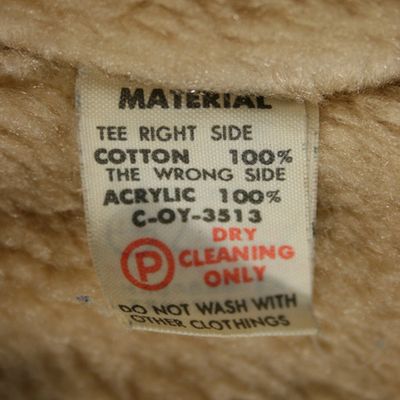 MATERIAL
TEE RIGHT SIDE
COTTON 100%
THE WRONG SIDE
ACRYLIC 100%
C-OY-3513
P DRY
CLEANING
ONLY
DO NOT WASH WITH
OTHER CLOTHINGS